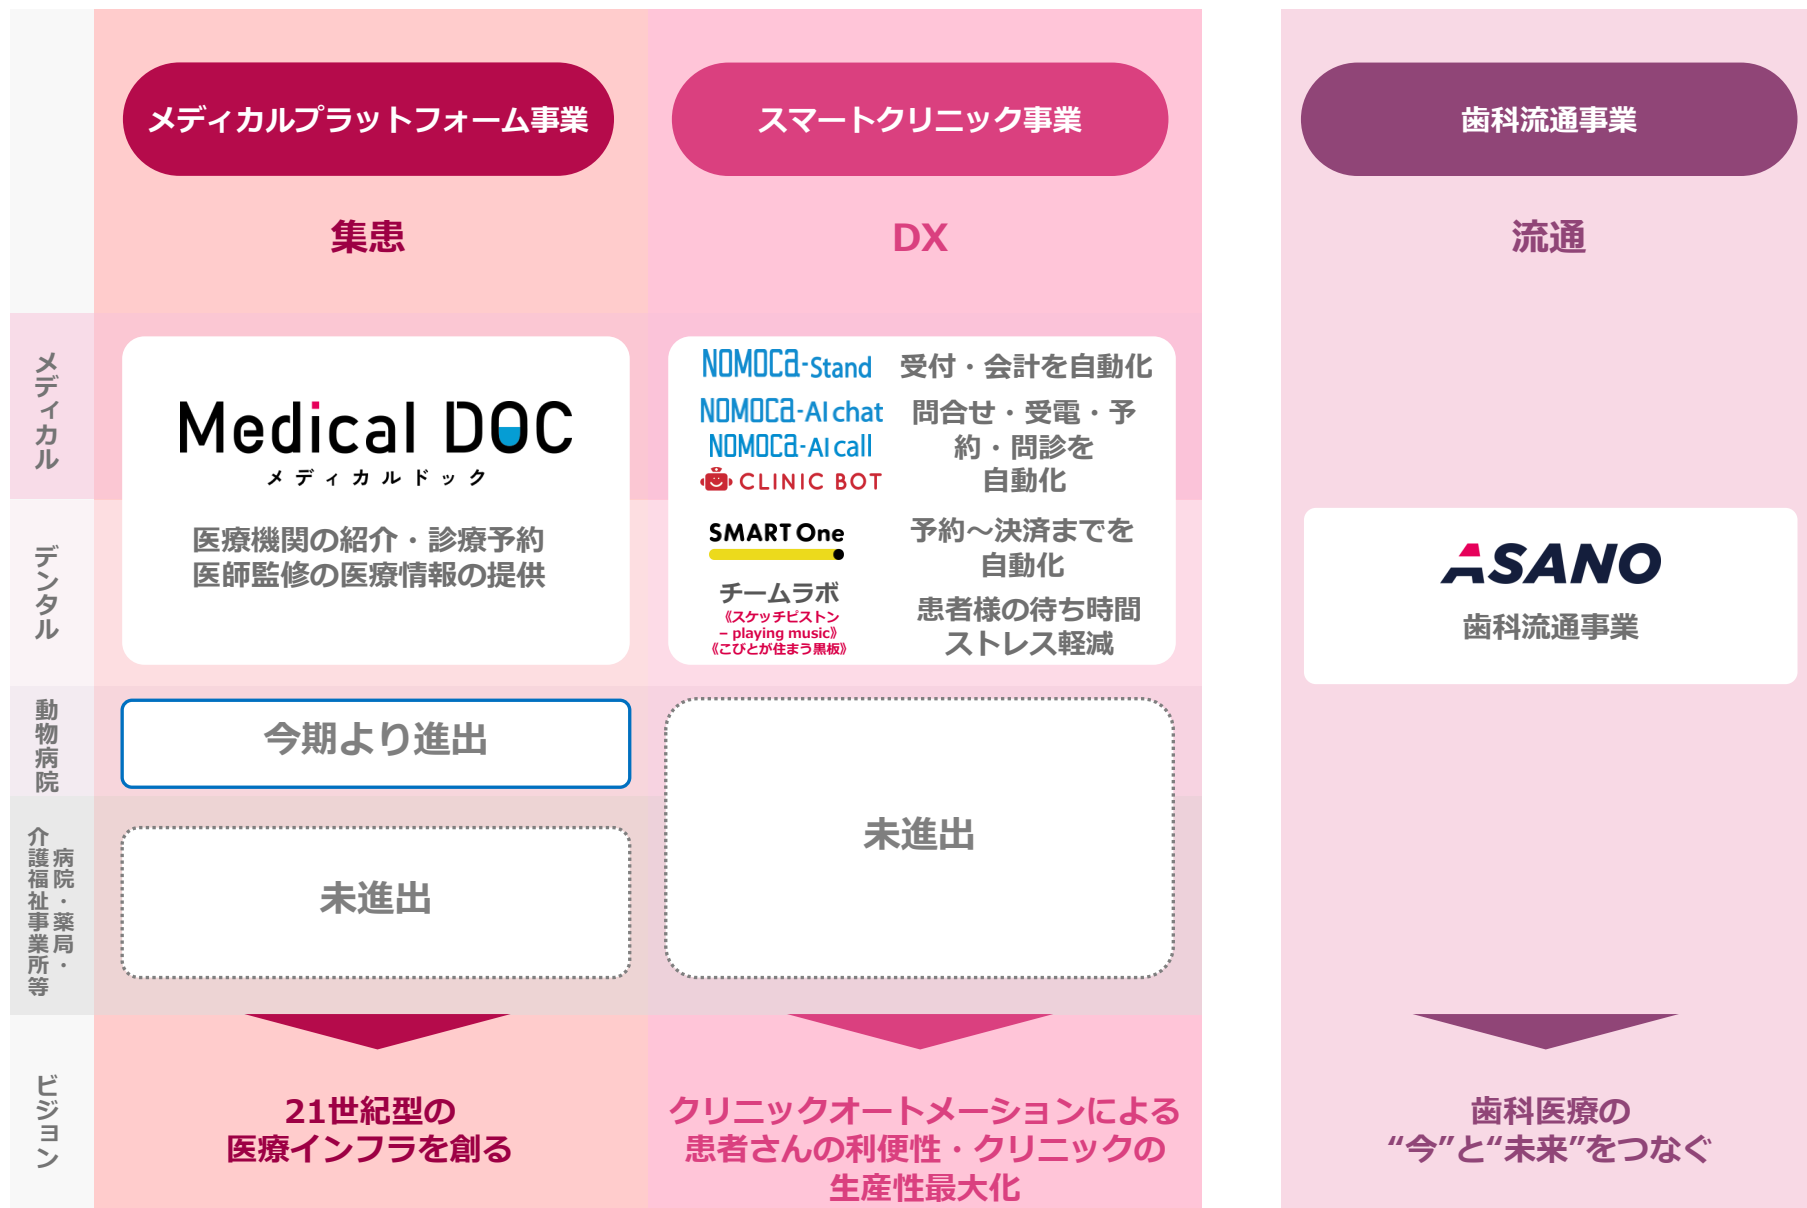 メディカルプラットフォーム事業
スマートクリニック事業
歯科流通事業
集患
DX
流通
メディカル
デンタル
動物病院
病院・薬局・
介護福祉事業所等
ビジョン
Medical DOC
メディカルドック
医療機関の紹介・診療予約
医師監修の医療情報の提供
今期より進出
未進出
NOMOCa-Stand
受付・会計を自動化
NOMOCa-AI chat
NOMOCa-AI call
CLINIC BOT
問合せ・受電・予
約・問診を
自動化
SMART One
予約～決済までを
自動化
チームラボ
《スケッチピストン
– playing music》
《こびとが住まう黒板》
患者様の待ち時間
ストレス軽減
未進出
ASANO
歯科流通事業
21世紀型の
医療インフラを創る
クリニックオートメーションによる
患者さんの利便性・クリニックの
生産性最大化
歯科医療の
“今”と“未来”をつなぐ